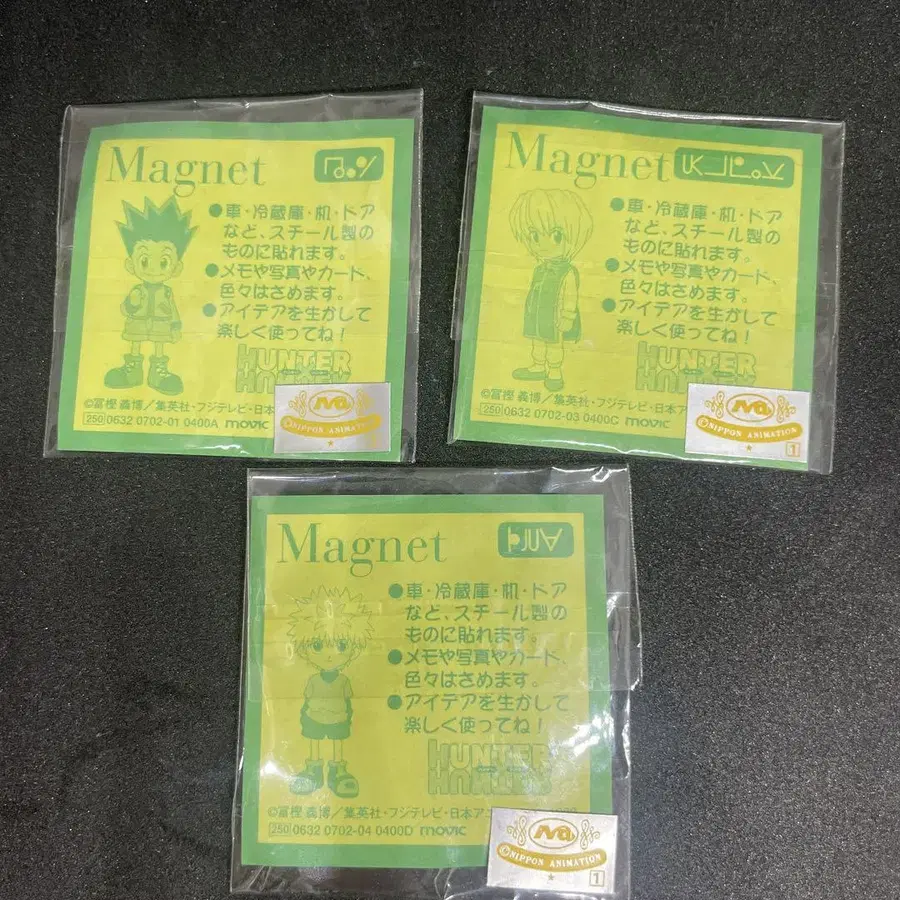 Magnet
●車・冷蔵庫・机・ドア
など、スチール製の
ものに貼れます。
●メモや写真やカード、
色々はさめます。
●アイデアを生かして
楽しく使ってね!
HUNTER
HUNTER
©冨樫義博/集英社・フジテレビ・日本
250 0632 0702-01 0400A movic
©NIPPON ANIMATION
Magnet
●車・冷蔵庫・机・ドア
など、スチール製の
ものに貼れます。
●メモや写真やカード、
色々はさめます。
●アイデアを生かして
楽しく使ってね!
HUNTER
HUNTER
©冨樫義博/集英社・フジテレビ・日本ア
250 0632 0702-03 0400C movic
©NIPPON ANIMATION
1
Magnet
●車・冷蔵庫・机・ドア
など、スチール製の
ものに貼れます。
●メモや写真やカード、
色々はさめます。
●アイデアを生かして
楽しく使ってね!
HUNTER
HUNTER
©冨樫義博/集英社・フジテレビ・日本アニ
250 0632 0702-04 0400D movic
©NIPPON ANIMATION
1